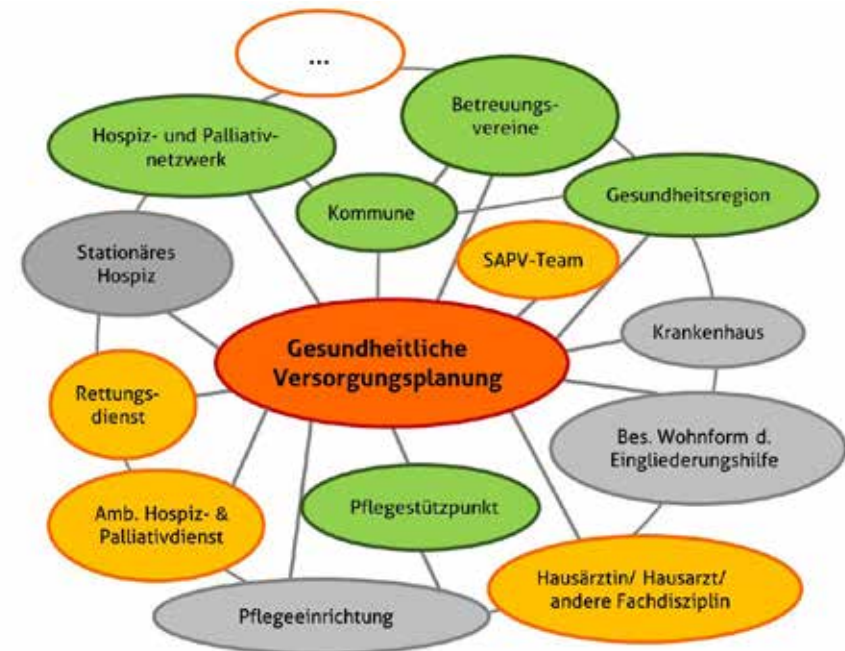 ...
Betreuungs-
vereine
Hospiz- und Palliativ-
netzwerk
Gesundheitsregion
Kommune
Stationäres
Hospiz
SAPV-Team
Krankenhaus
Gesundheitliche
Versorgungsplanung
Rettungs-
dienst
Bes. Wohnform d.
Eingliederungshilfe
Amb. Hospiz- &
Palliativdienst
Pflegestützpunkt
Hausärztin/ Hausarzt/
andere Fachdisziplin
Pflegeeinrichtung